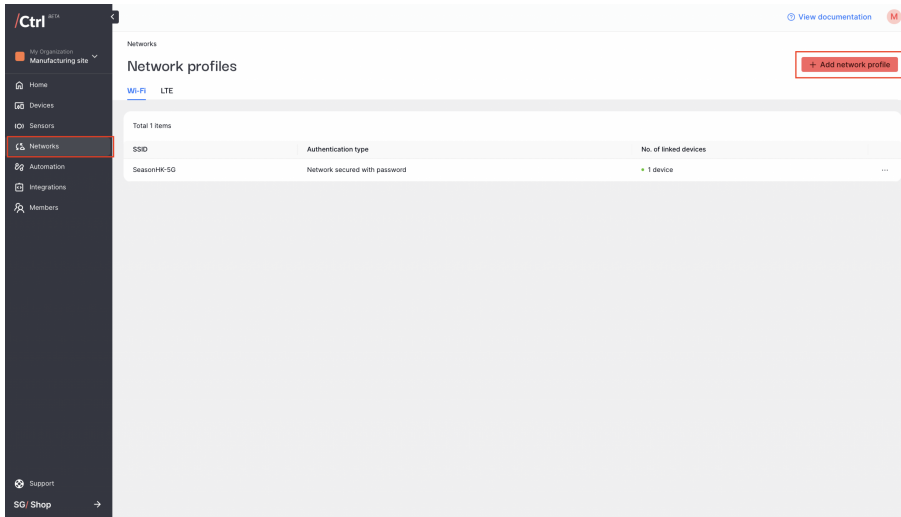 /Ctrl BETA
View documentation
M
My Organization
Manufacturing site
Networks
Network profiles
+ Add network profile
Wi-Fi LTE
Home
Devices
Sensors
Networks
Automation
Integrations
Members
Total 1 items
SSID Authentication type No. of linked devices
SeasonHK-5G Network secured with password 1 device ...
Support
SG/ Shop